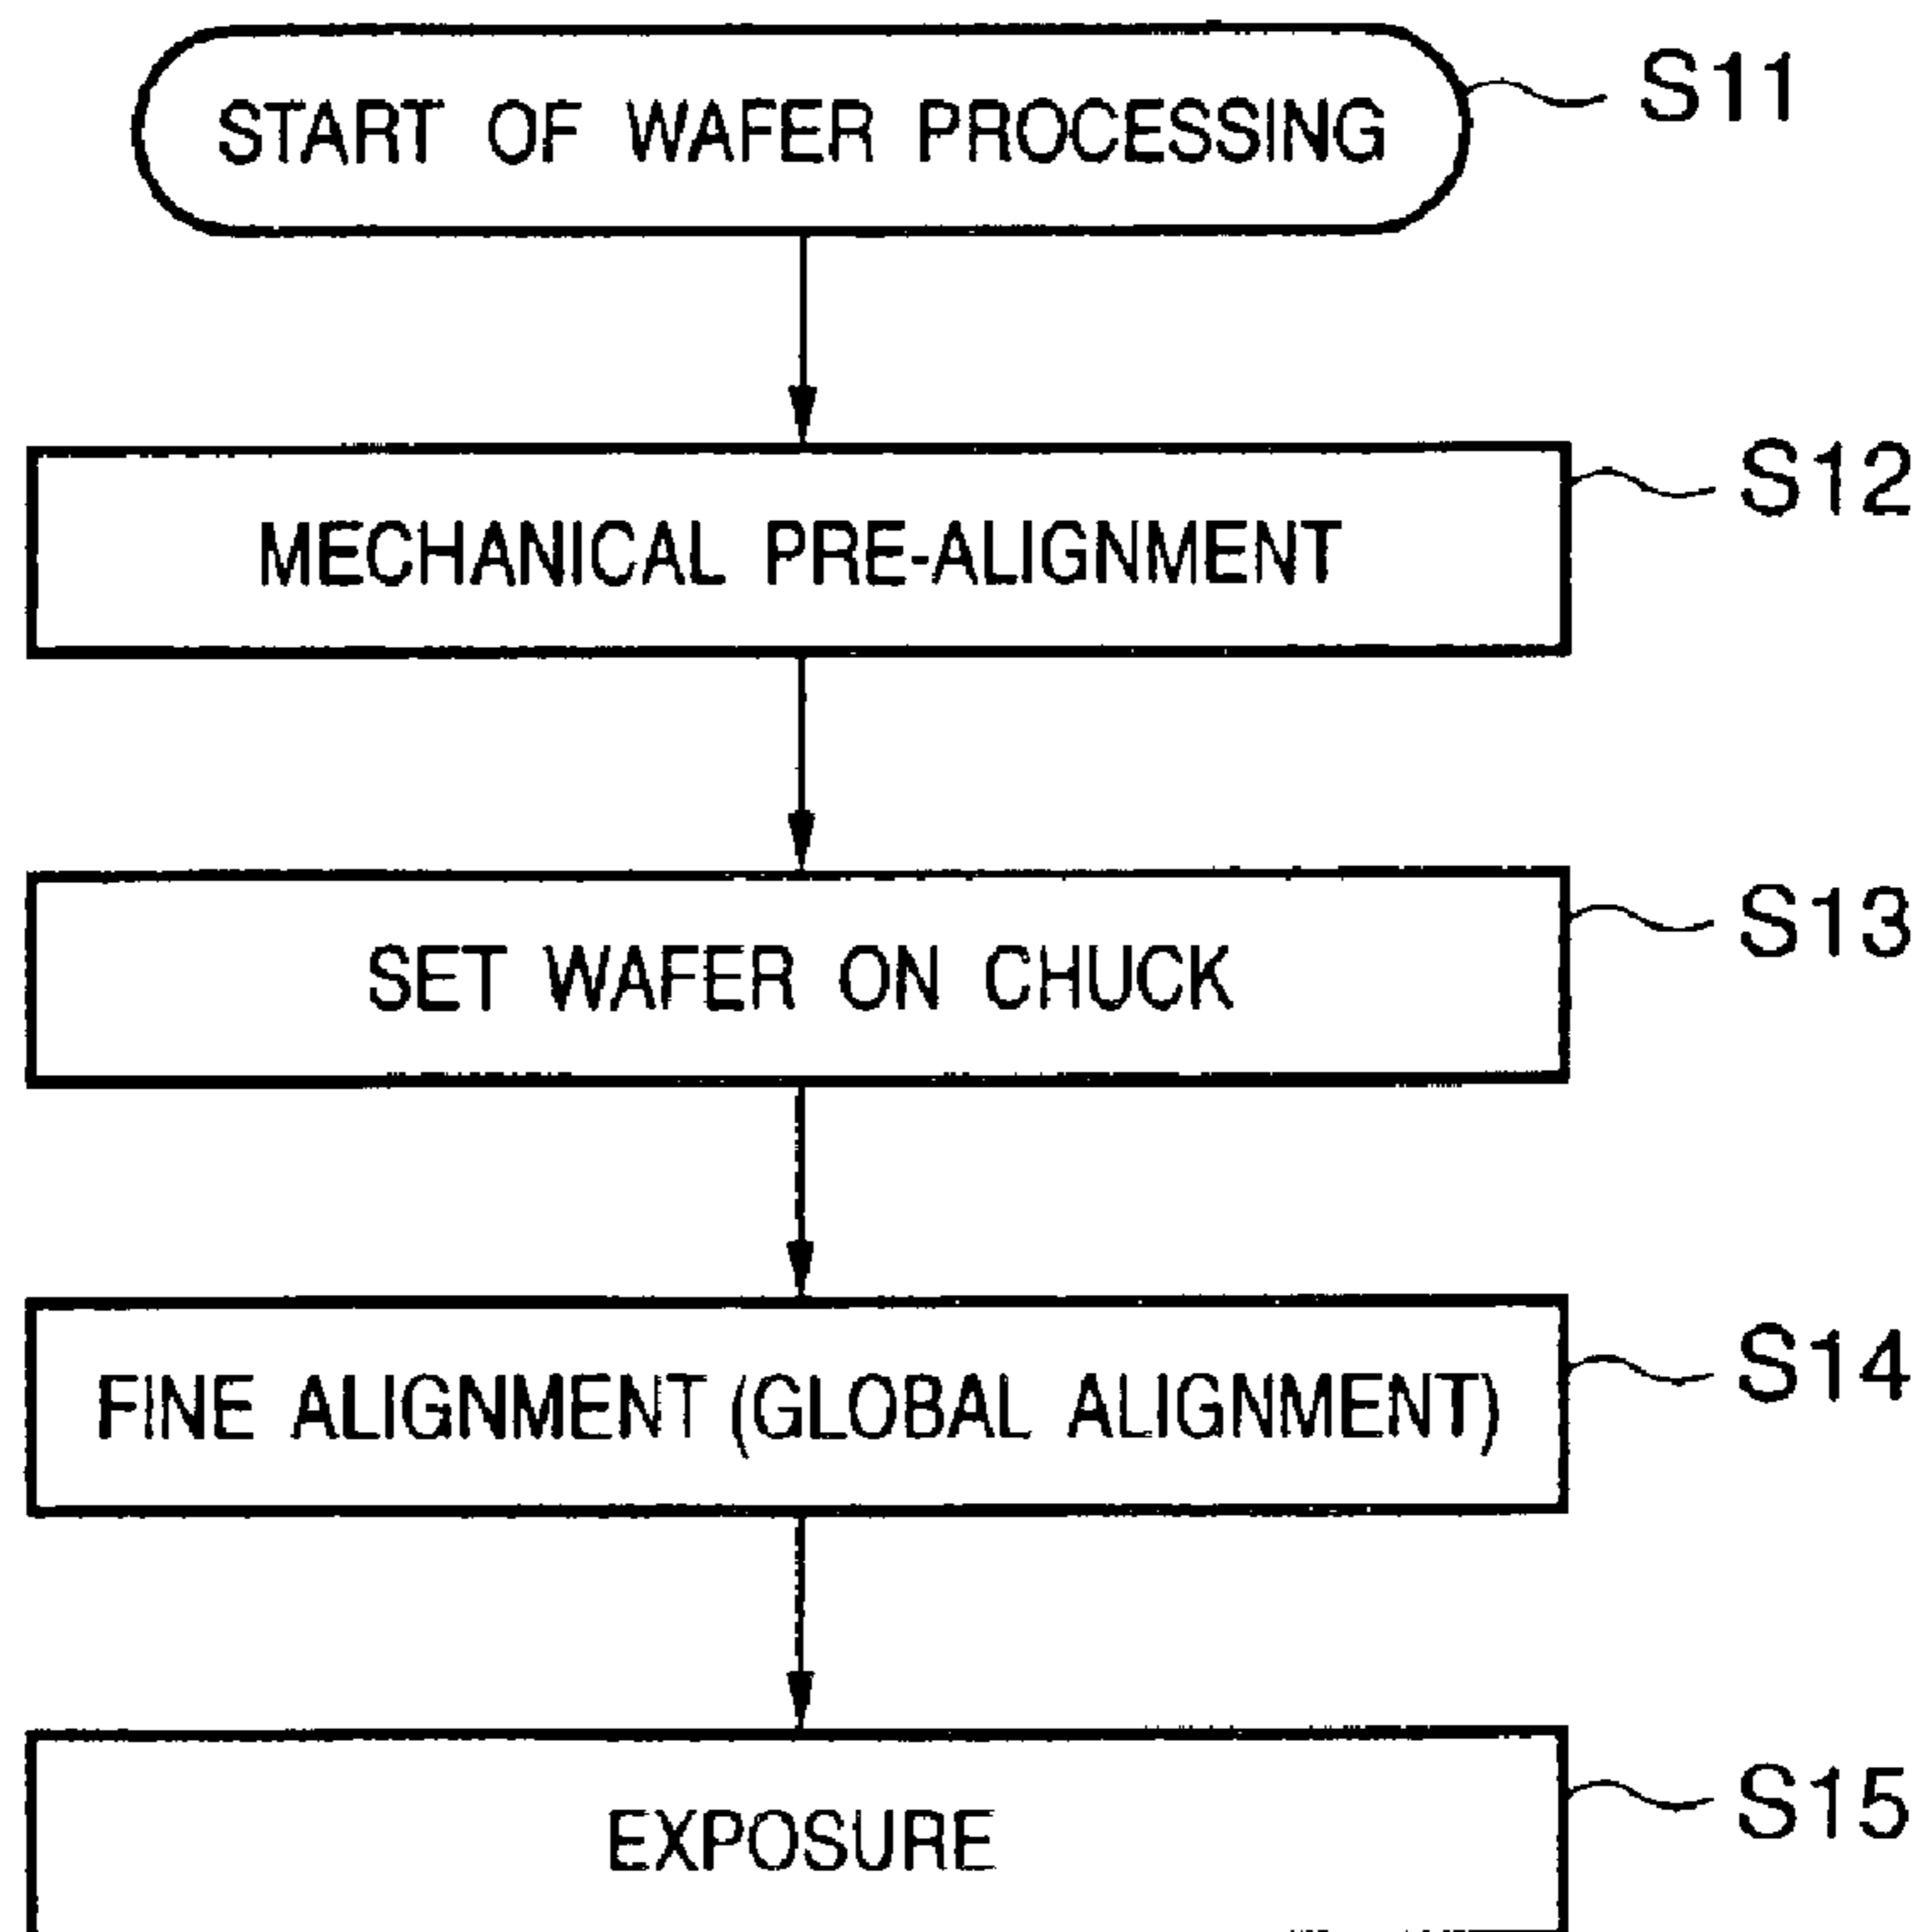 START OF WAFER PROCESSING S11
MECHANICAL PRE-ALIGNMENT S12
SET WAFER ON CHUCK S13
FINE ALIGNMENT (GLOBAL ALIGNMENT) S14
EXPOSURE S15